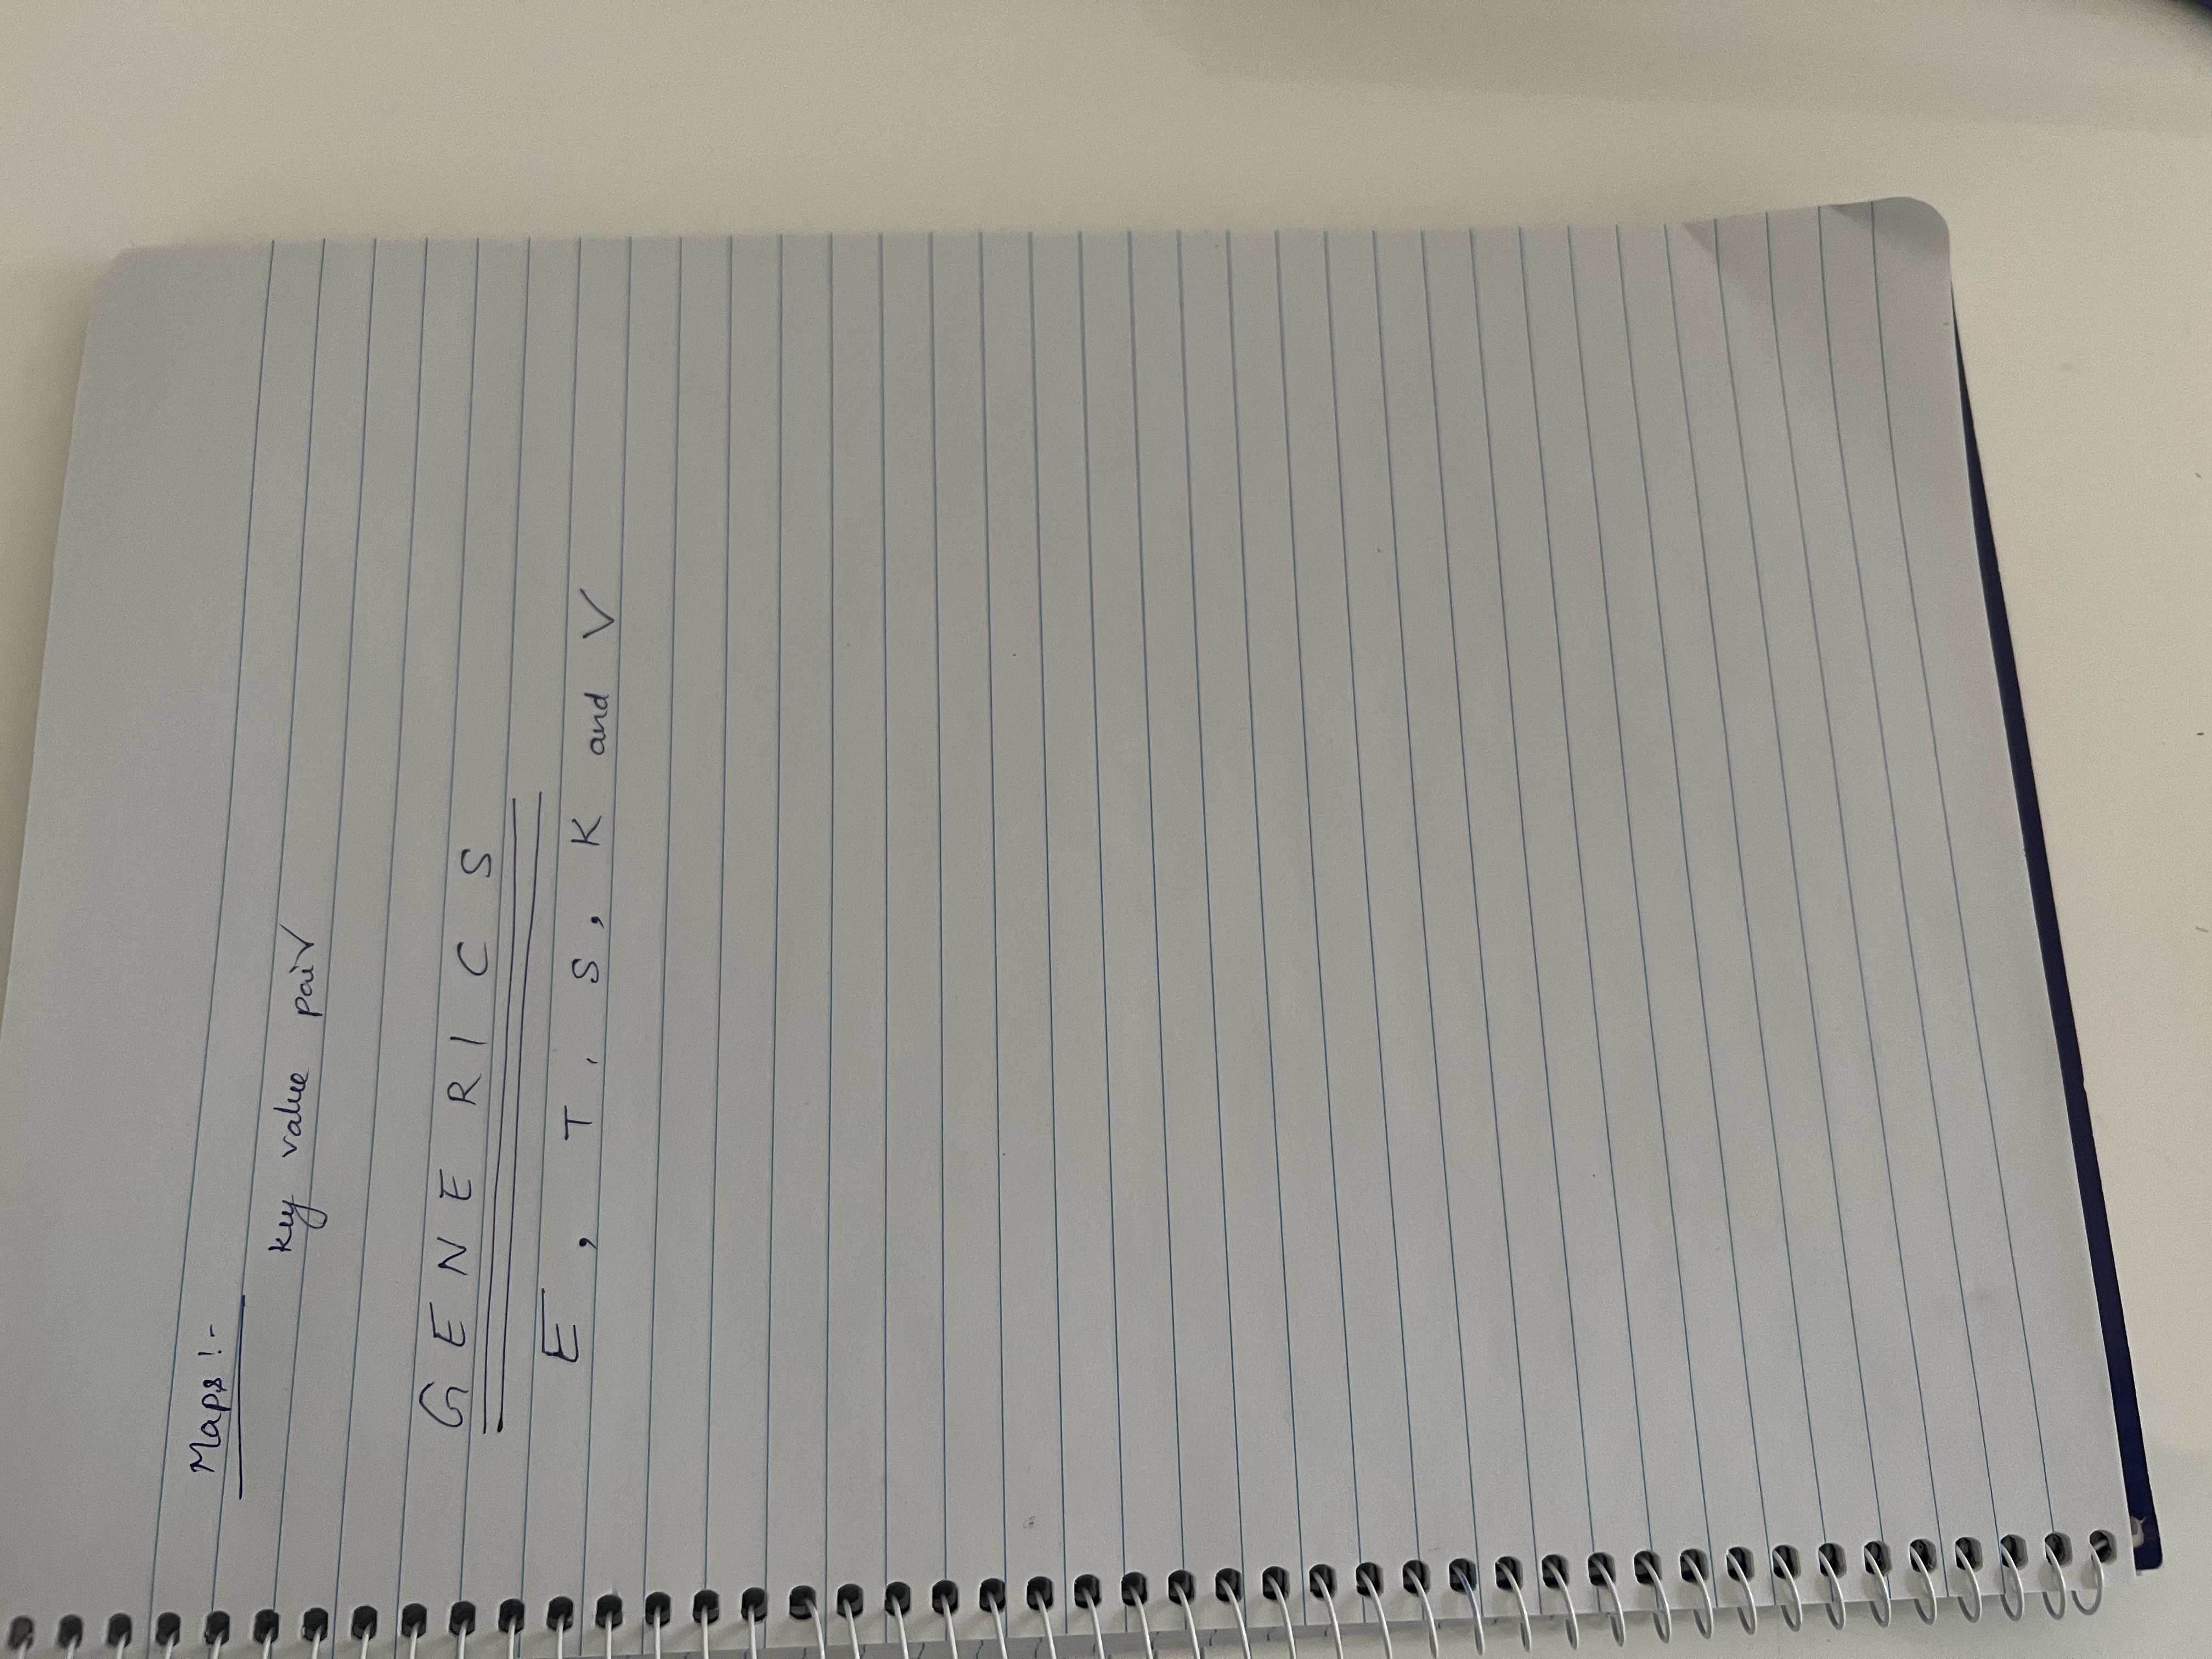 Maps :-
key value pair
GENERICS
E, T, S, K and V